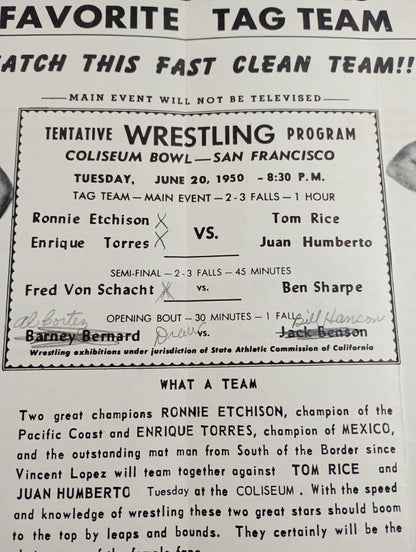 FAVORITE TAG TEAM
ATCH THIS FAST CLEAN TEAM!!
MAIN EVENT WILL NOT BE TELEVISED
TENTATIVE WRESTLING PROGRAM
COLISEUM BOWL—SAN FRANCISCO
TUESDAY, JUNE 20, 1950 - 8:30 P.M.
TAG TEAM — MAIN EVENT - 2-3 FALLS - 1 HOUR
Ronnie Etchison X Tom Rice
VS.
Enrique Torres X Juan Humberto
SEMI-FINAL — 2-3 FALLS — 45 MINUTES
Fred Von Schacht X vs. Ben Sharpe
OPENING BOUT — 30 MINUTES — 1 FALL
Al Cortez Bill Hanson
Barney Bernard Draw vs. Jack Benson
Wrestling exhibitions under jurisdiction of State Athletic Commission of California
WHAT A TEAM
Two great champions RONNIE ETCHISON, champion of the
Pacific Coast and ENRIQUE TORRES, champion of MEXICO,
and the outstanding mat man from South of the Border since
Vincent Lopez will team together against TOM RICE and
JUAN HUMBERTO Tuesday at the COLISEUM. With the speed
and knowledge of wrestling these two great stars should boom
to the top by leaps and bounds. They certainly will be the
of the female fans